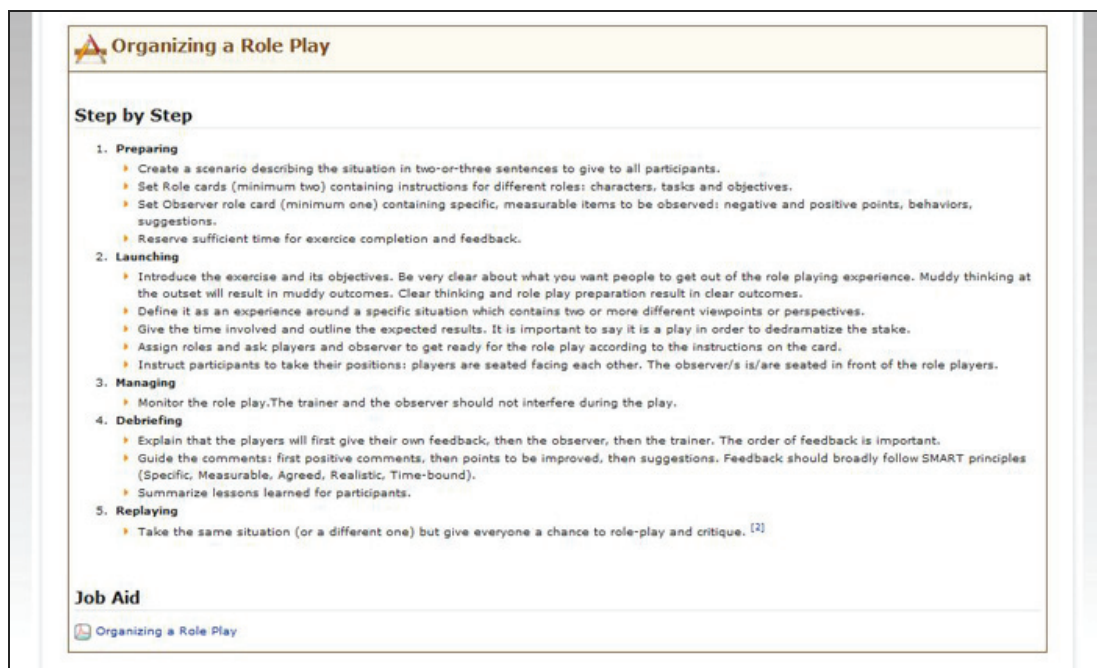 Organizing a Role Play
Step by Step
1. Preparing
Create a scenario describing the situation in two-or-three sentences to give to all participants.
Set Role cards (minimum two) containing instructions for different roles: characters, tasks and objectives.
Set Observer role card (minimum one) containing specific, measurable items to be observed: negative and positive points, behaviors,
suggestions.
Reserve sufficient time for exercice completion and feedback.
2. Launching
Introduce the exercise and its objectives. Be very clear about what you want people to get out of the role playing experience. Muddy thinking at
the outset will result in muddy outcomes. Clear thinking and role play preparation result in clear outcomes.
Define it as an experience around a specific situation which contains two or more different viewpoints or perspectives.
Give the time involved and outline the expected results. It is important to say it is a play in order to dedramatize the stake.
Assign roles and ask players and observer to get ready for the role play according to the instructions on the card.
Instruct participants to take their positions: players are seated facing each other. The observer/s is/are seated in front of the role players.
3. Managing
Monitor the role play.The trainer and the observer should not interfere during the play.
4. Debriefing
Explain that the players will first give their own feedback, then the observer, then the trainer. The order of feedback is important.
Guide the comments: first positive comments, then points to be improved, then suggestions. Feedback should broadly follow SMART principles
(Specific, Measurable, Agreed, Realistic, Time-bound).
Summarize lessons learned for participants.
5. Replaying
Take the same situation (or a different one) but give everyone a chance to role-play and critique. [2]
Job Aid
Organizing a Role Play